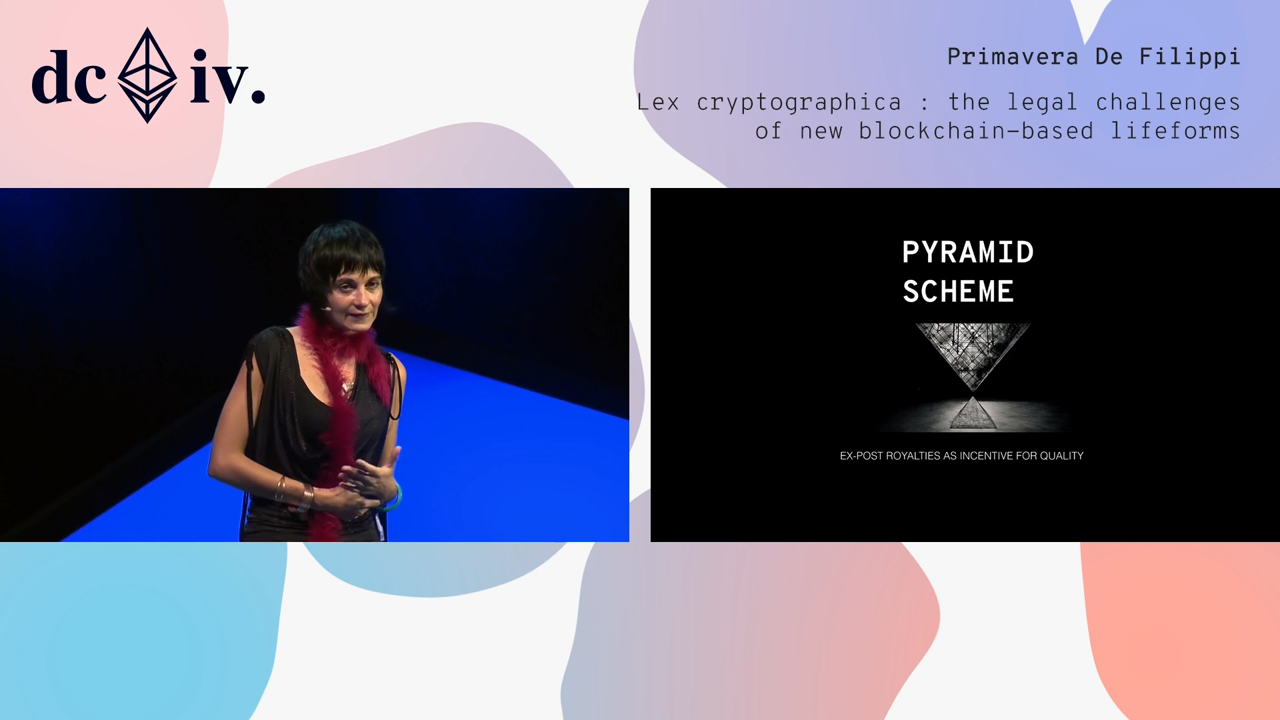 dc iv.
Primavera De Filippi
Lex cryptographica : the legal challenges
of new blockchain-based lifeforms
PYRAMID
SCHEME
EX-POST ROYALTIES AS INCENTIVE FOR QUALITY